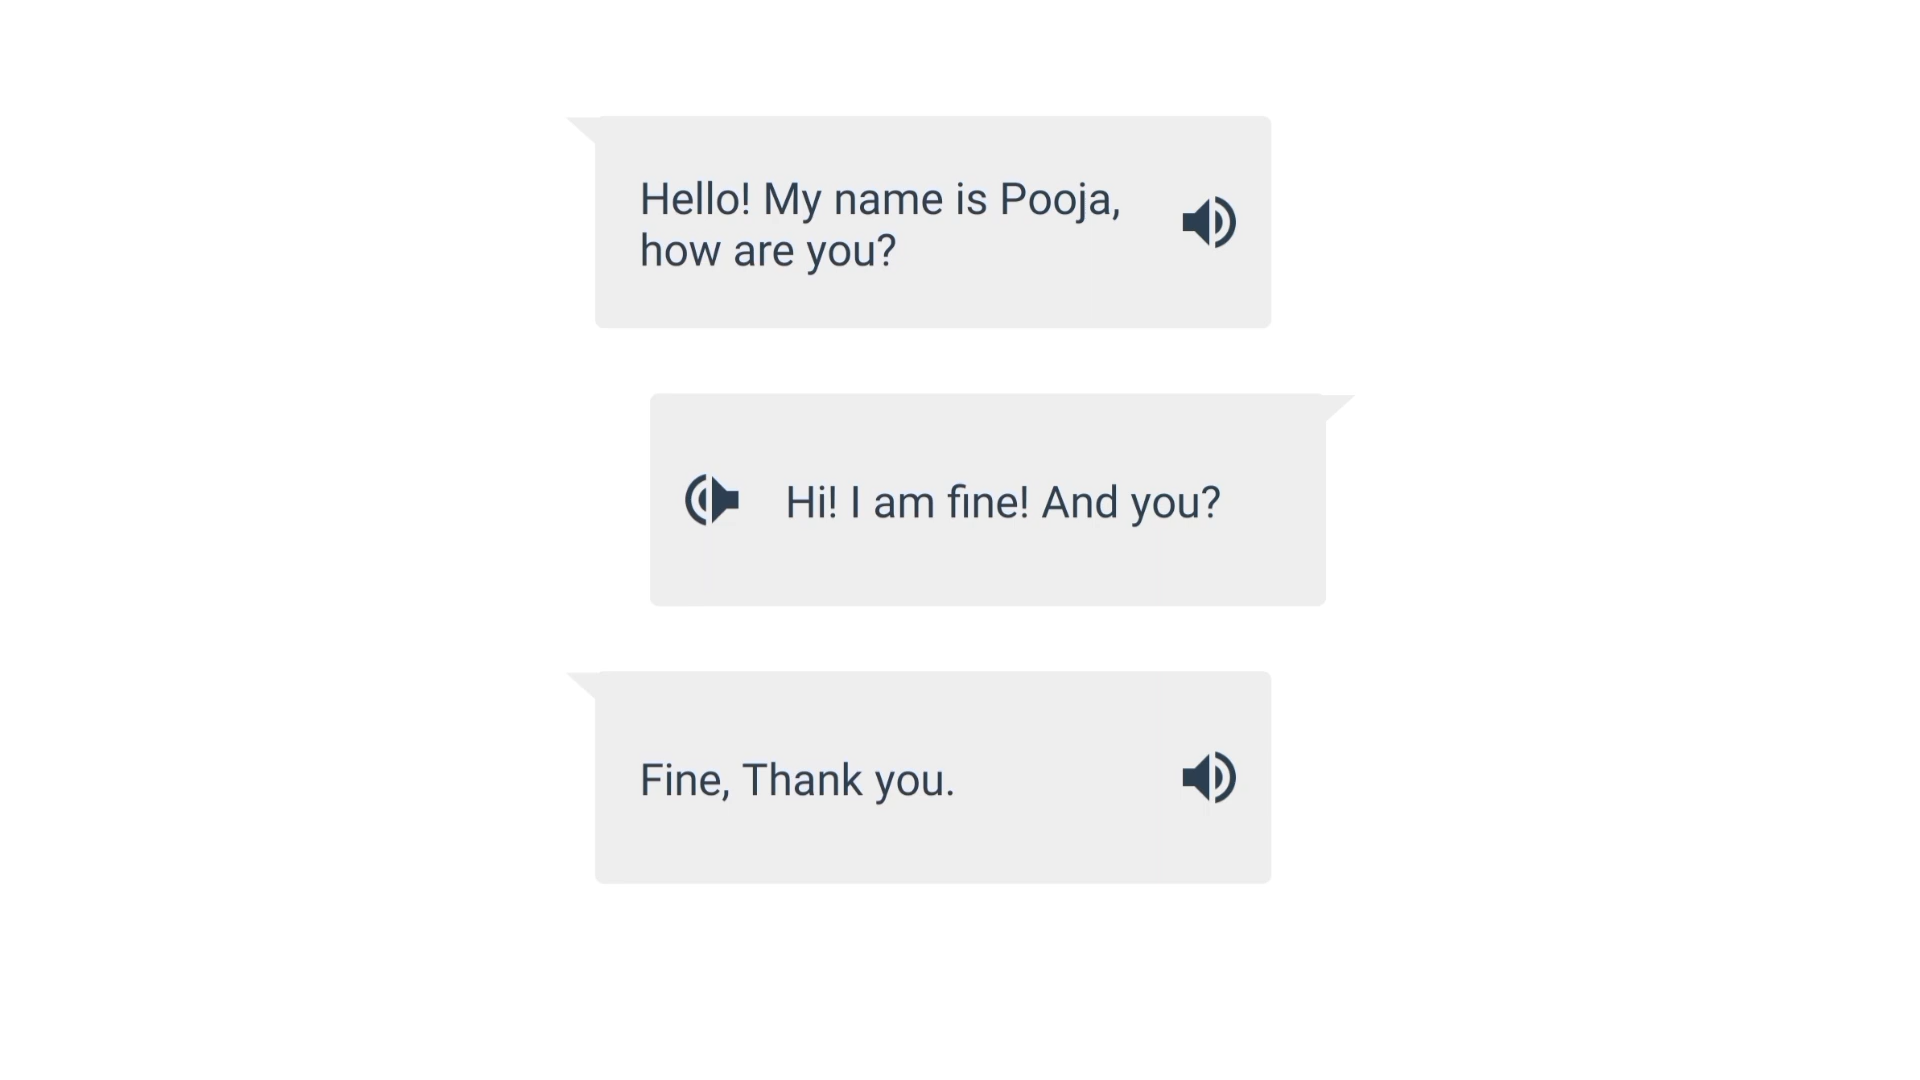 Hello! My name is Pooja,
how are you?
Hi! I am fine! And you?
Fine, Thank you.